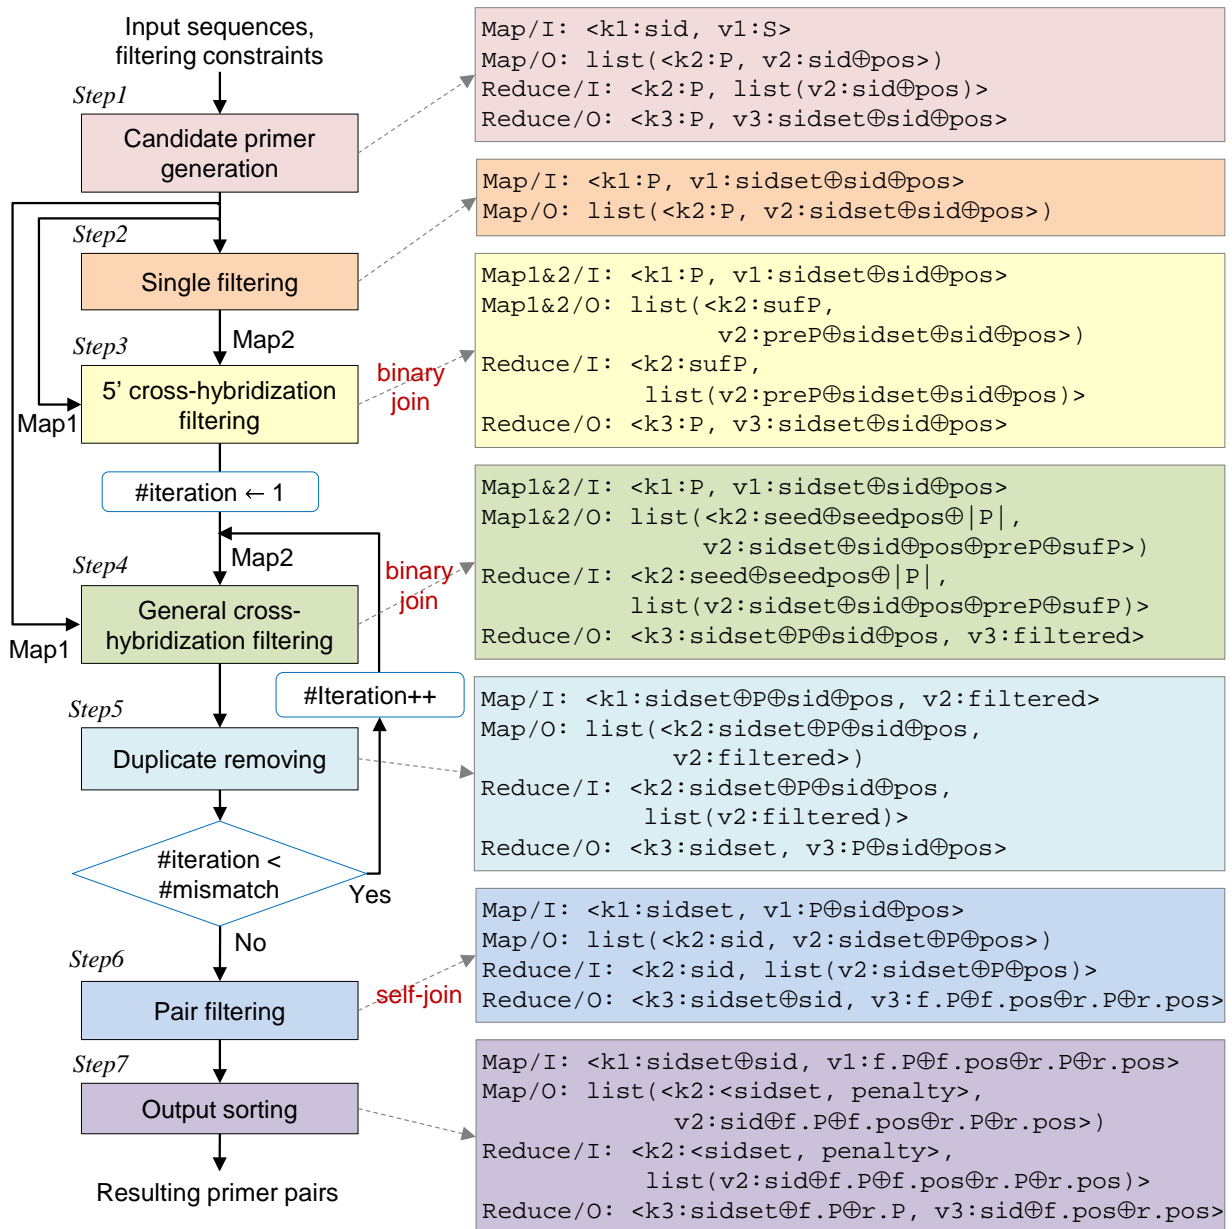 Input sequences,
filtering constraints
Step1
Candidate primer
generation
Map/I: <k1:sid, v1:S>
Map/O: list(<k2:P, v2:sid⊕pos>)
Reduce/I: <k2:P, list(v2:sid⊕pos)>
Reduce/O: <k3:P, v3:sidset⊕sid⊕pos>
Step2
Single filtering
Map/I: <k1:P, v1:sidset⊕sid⊕pos>
Map/O: list(<k2:P, v2:sidset⊕sid⊕pos>)
Map2
Step3
5’ cross-hybridization
filtering
Map1
binary
join
Map1&2/I: <k1:P, v1:sidset⊕sid⊕pos>
Map1&2/O: list(<k2:sufP,
v2:preP⊕sidset⊕sid⊕pos>)
Reduce/I: <k2:sufP,
list(v2:preP⊕sidset⊕sid⊕pos)>
Reduce/O: <k3:P, v3:sidset⊕sid⊕pos>
#iteration ← 1
Map2
Step4
General cross-
hybridization filtering
Map1
binary
join
Map1&2/I: <k1:P, v1:sidset⊕sid⊕pos>
Map1&2/O: list(<k2:seed⊕seedpos⊕|P|,
v2:sidset⊕sid⊕pos⊕preP⊕sufP>)
Reduce/I: <k2:seed⊕seedpos⊕|P|,
list(v2:sidset⊕sid⊕pos⊕preP⊕sufP)>
Reduce/O: <k3:sidset⊕P⊕sid⊕pos, v3:filtered>
#Iteration++
Step5
Duplicate removing
Map/I: <k1:sidset⊕P⊕sid⊕pos, v2:filtered>
Map/O: list(<k2:sidset⊕P⊕sid⊕pos,
v2:filtered>)
Reduce/I: <k2:sidset⊕P⊕sid⊕pos,
list(v2:filtered)>
Reduce/O: <k3:sidset, v3:P⊕sid⊕pos>
#iteration <
#mismatch
Yes
No
Step6
Pair filtering
self-join
Map/I: <k1:sidset, v1:P⊕sid⊕pos>
Map/O: list(<k2:sid, v2:sidset⊕P⊕pos>)
Reduce/I: <k2:sid, list(v2:sidset⊕P⊕pos)>
Reduce/O: <k3:sidset⊕sid, v3:f.P⊕f.pos⊕r.P⊕r.pos>
Step7
Output sorting
Map/I: <k1:sidset⊕sid, v1:f.P⊕f.pos⊕r.P⊕r.pos>
Map/O: list(<k2:<sidset, penalty>,
v2:sid⊕f.P⊕f.pos⊕r.P⊕r.pos>)
Reduce/I: <k2:<sidset, penalty>,
list(v2:sid⊕f.P⊕f.pos⊕r.P⊕r.pos)>
Reduce/O: <k3:sidset⊕f.P⊕r.P, v3:sid⊕f.pos⊕r.pos>
Resulting primer pairs